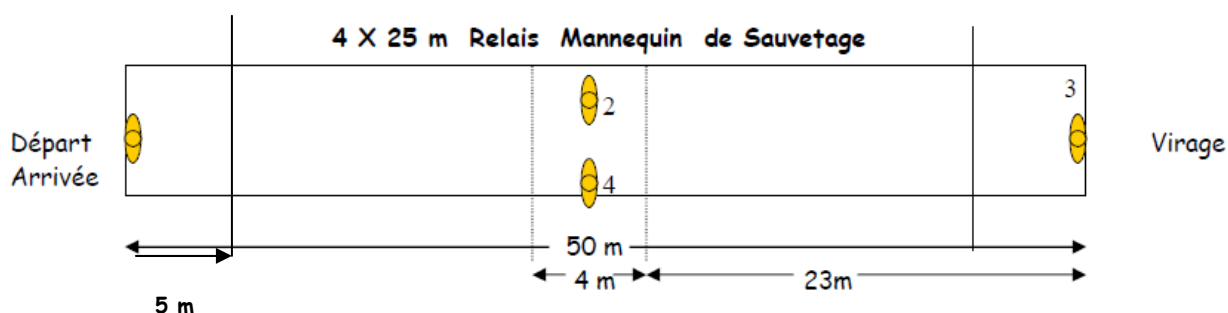 4 X 25 m Relais Mannequin de Sauvetage
3
2
Départ
Arrivée
Virage
4
50 m
4 m
23m
5 m